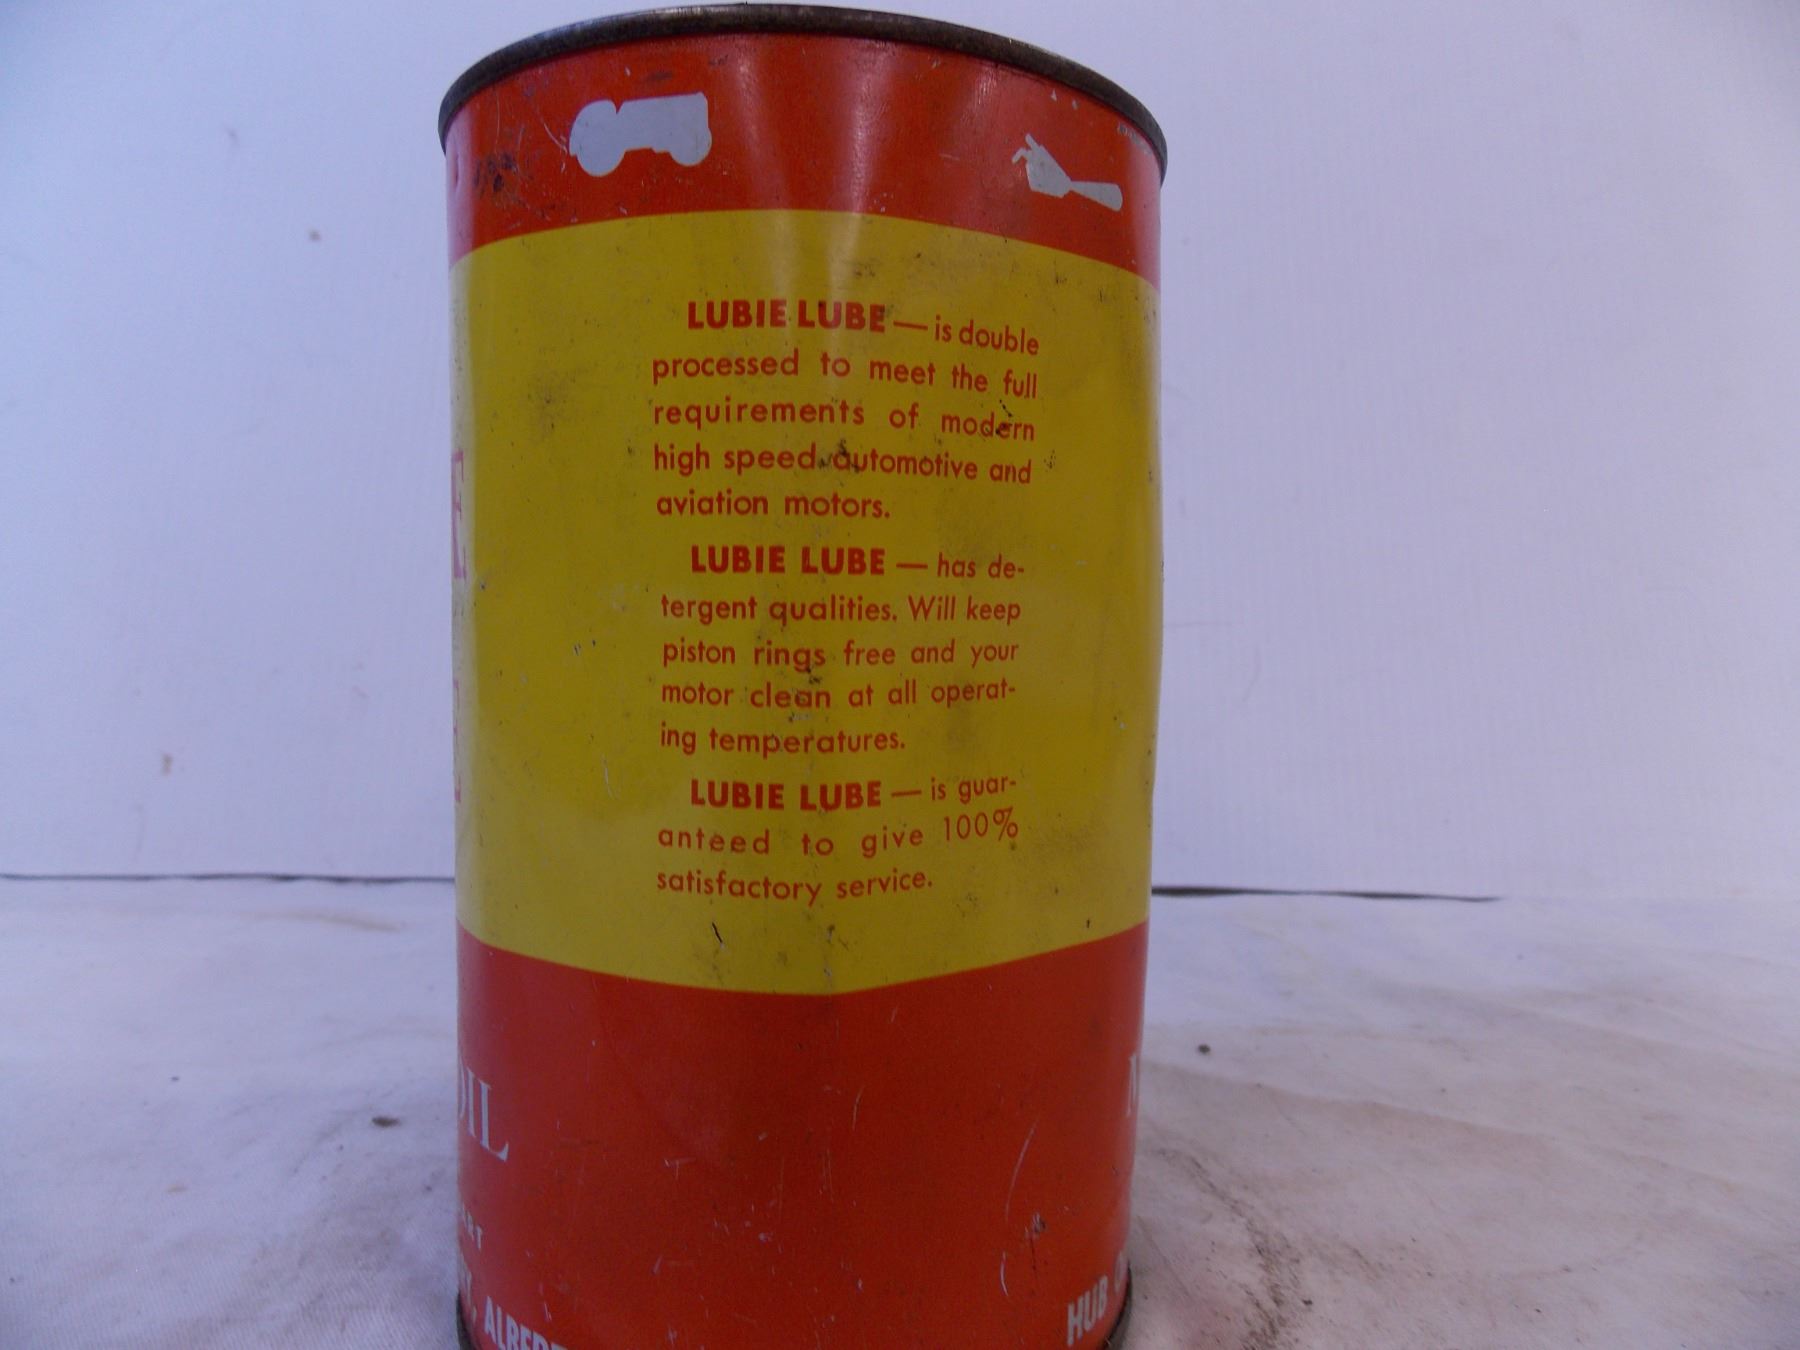 LUBIE LUBE — is double
processed to meet the full
requirements of modern
high speed automotive and
aviation motors.
LUBIE LUBE — has de-
tergent qualities. Will keep
piston rings free and your
motor clean at all operat-
ing temperatures.
LUBIE LUBE — is guar-
anteed to give 100%
satisfactory service.
E
E
OIL
HUB